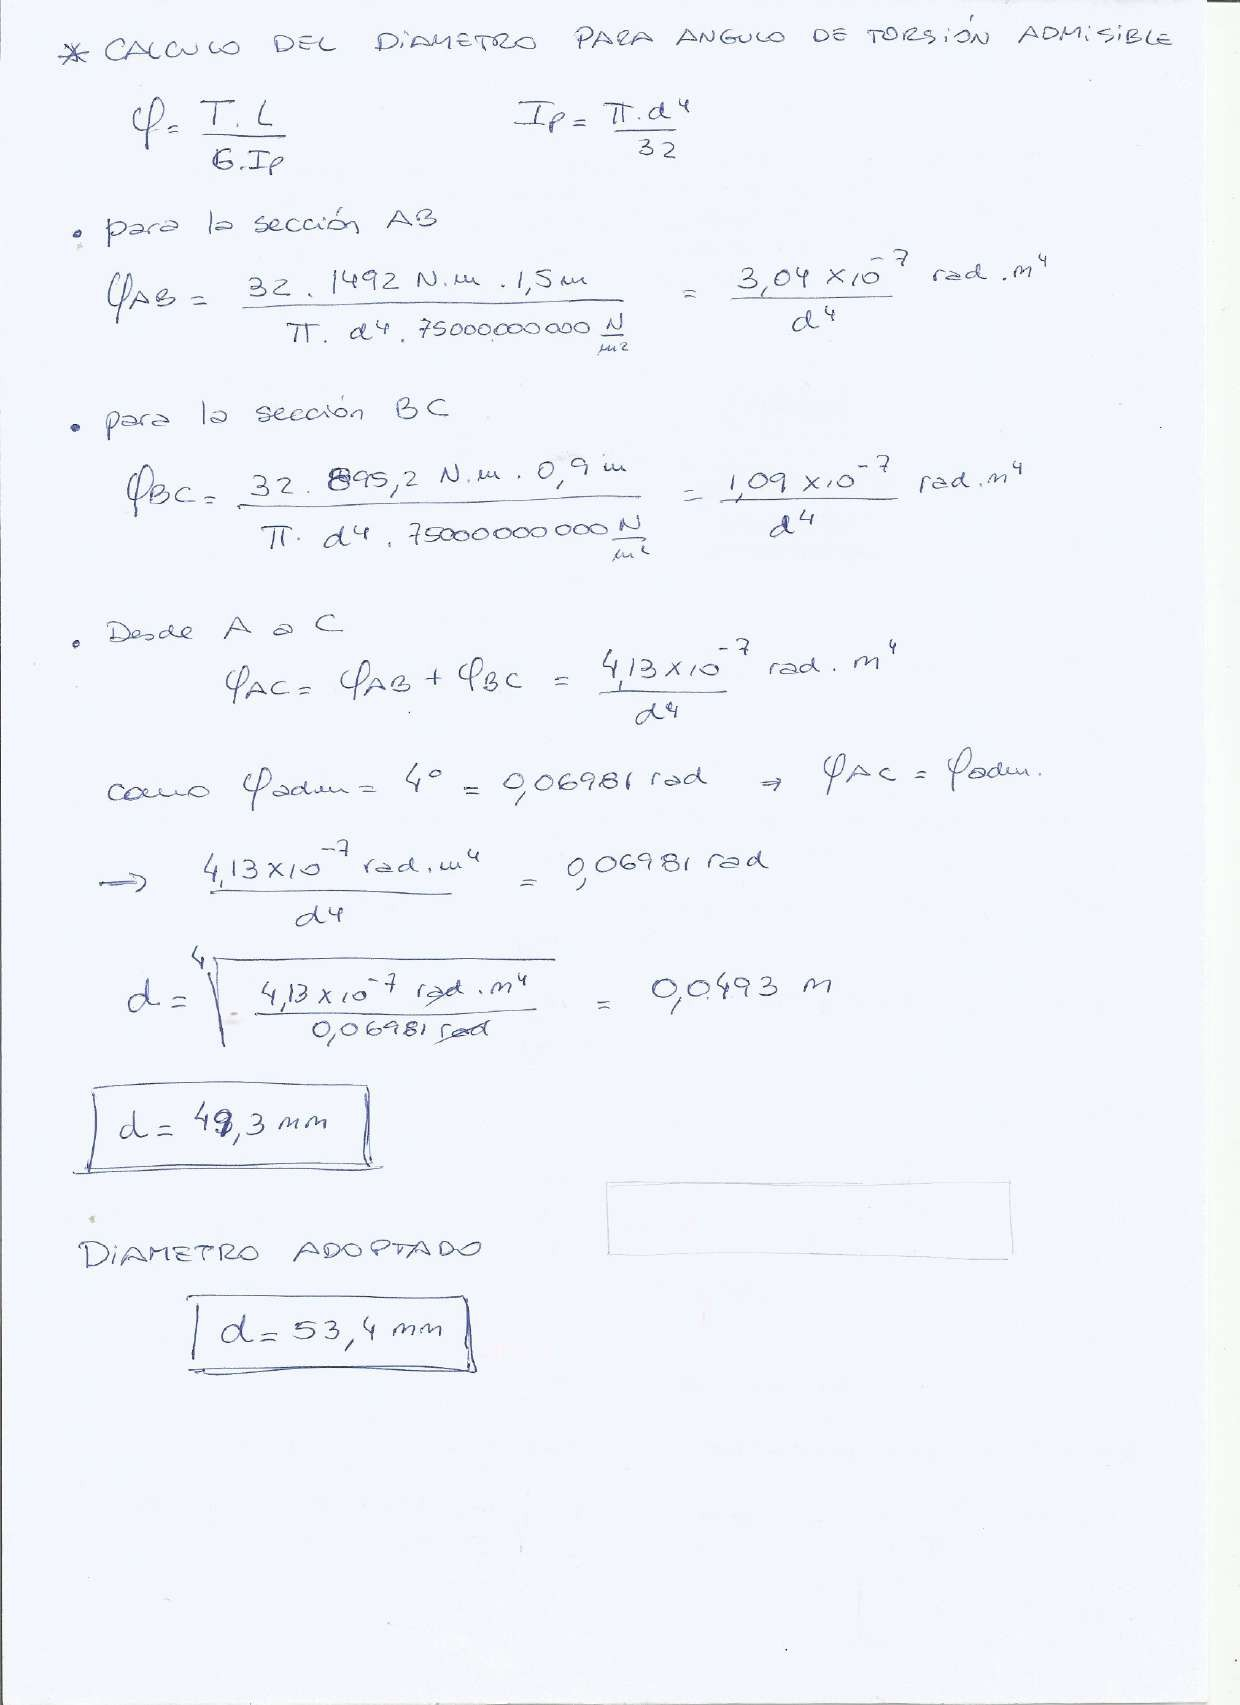 * CALCULO DEL DIAMETRO PARA ANGULO DE TORSIÓN ADMISIBLE
φ = T . L / G . Ip    Ip = π . d⁴ / 32
• para la sección AB
φAB = 32 . 1492 N.m . 1,5 m / π . d⁴ . 75000000000 N/m² = 3,04 x10⁻⁷ rad . m⁴ / d⁴
• para la sección BC
φBC = 32 . 895,2 N.m . 0,9 m / π . d⁴ . 75000000000 N/m² = 1,09 x10⁻⁷ rad . m⁴ / d⁴
• Desde A a C
φAC = φAB + φBC = 4,13 x10⁻⁷ rad . m⁴ / d⁴
como φadm = 4° = 0,06981 rad ⇒ φAC = φadm.
→ 4,13 x10⁻⁷ rad . m⁴ / d⁴ = 0,06981 rad
d = ⁴√(4,13 x10⁻⁷ rad . m⁴ / 0,06981 rad) = 0,0493 m
d = 49,3 mm
DIAMETRO ADOPTADO
d = 53,4 mm